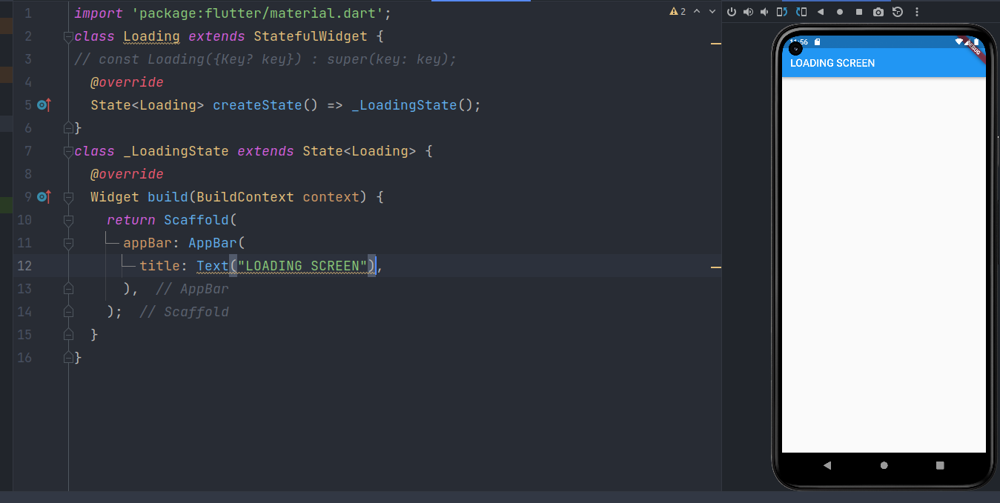 1 import 'package:flutter/material.dart';
2 class Loading extends StatefulWidget {
3 // const Loading({Key? key}) : super(key: key);
4 @override
5 State<Loading> createState() => _LoadingState();
6 }
7 class _LoadingState extends State<Loading> {
8 @override
9 Widget build(BuildContext context) {
10 return Scaffold(
11 appBar: AppBar(
12 title: Text("LOADING SCREEN"),
13 ), // AppBar
14 ); // Scaffold
15 }
16 }
2
:56
DEBUG
LOADING SCREEN